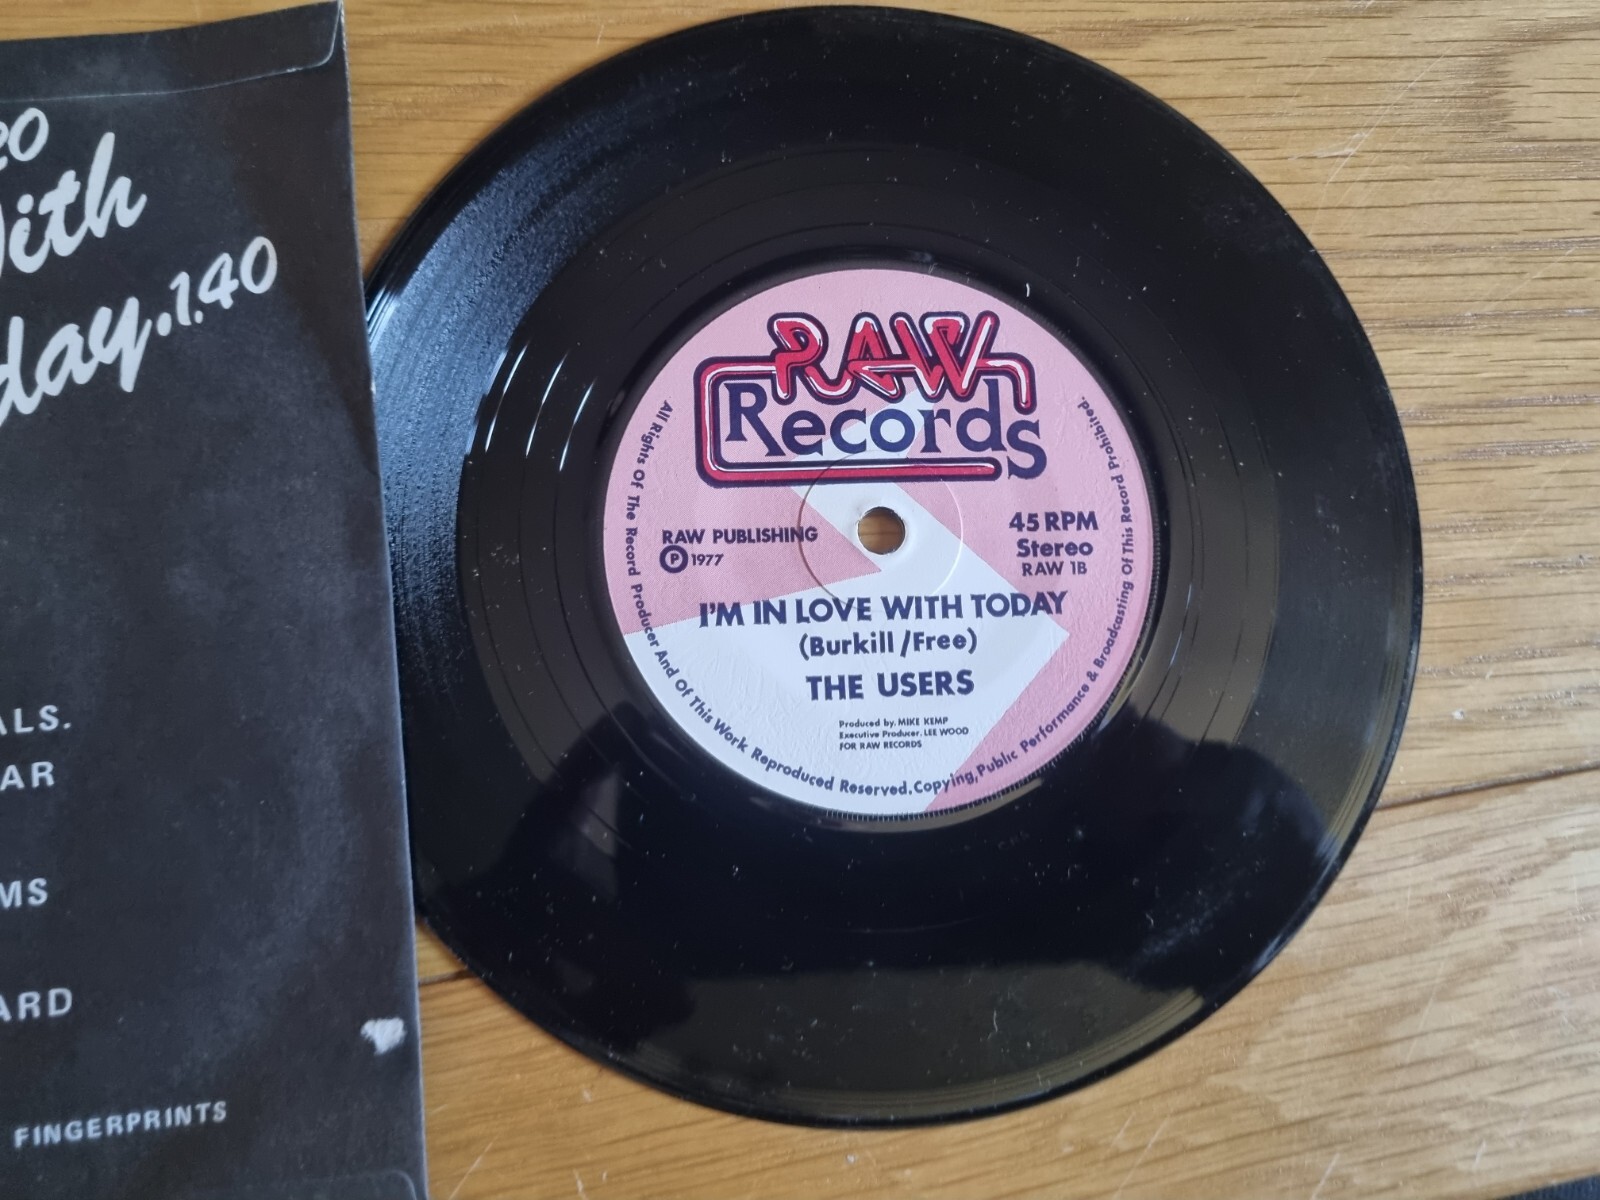 20
With
day.1.40
ALS.
AR
MS
ARD
FINGERPRINTS
RAW
Records
RAW PUBLISHING
Ⓟ 1977
45 RPM
Stereo
RAW 1B
I'M IN LOVE WITH TODAY
(Burkill/Free)
THE USERS
Produced by. MIKE KEMP
Executive Producer. LEE WOOD
FOR RAW RECORDS
All Rights Of The Record Producer And Of This Work Reproduced Reserved. Copying, Public Performance & Broadcasting Of This Record Prohibited.